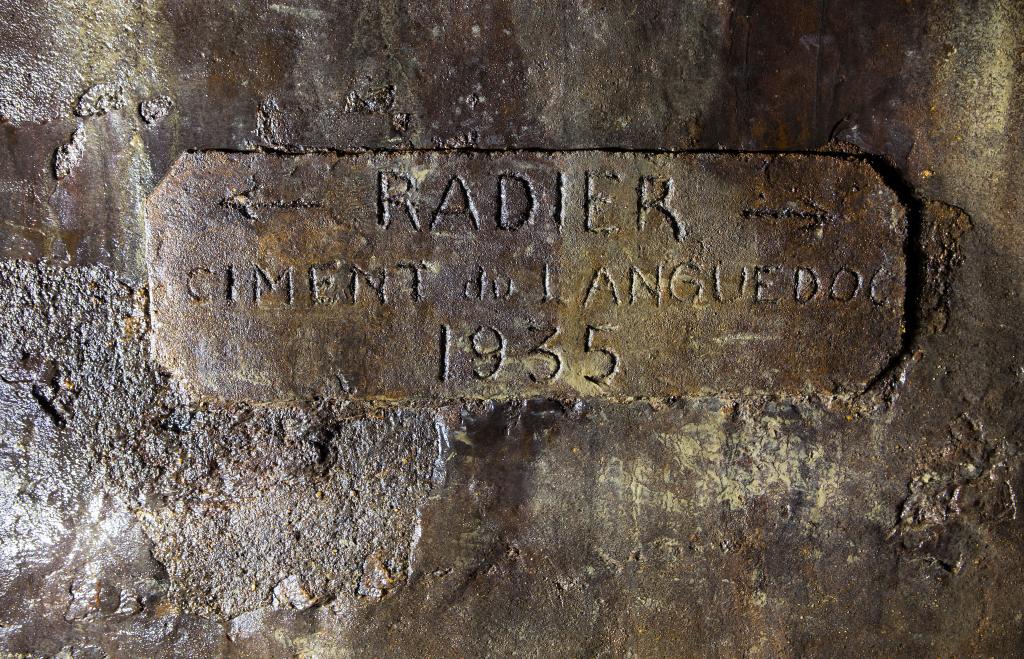 ← RADIER →
CIMENT du LANGUEDOC
1935